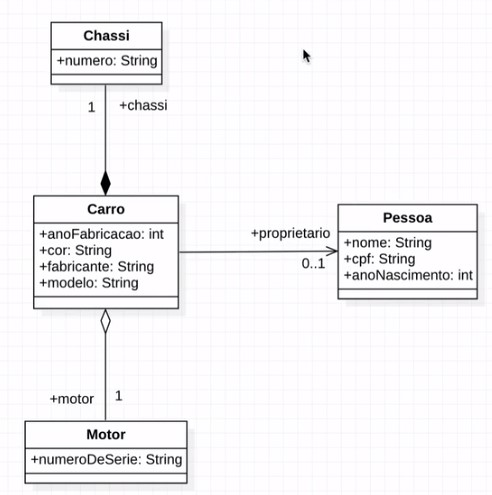 Chassi
+numero: String
1
+chassi
Carro
+anoFabricacao: int
+cor: String
+fabricante: String
+modelo: String
+proprietario
0..1
Pessoa
+nome: String
+cpf: String
+anoNascimento: int
+motor
1
Motor
+numeroDeSerie: String